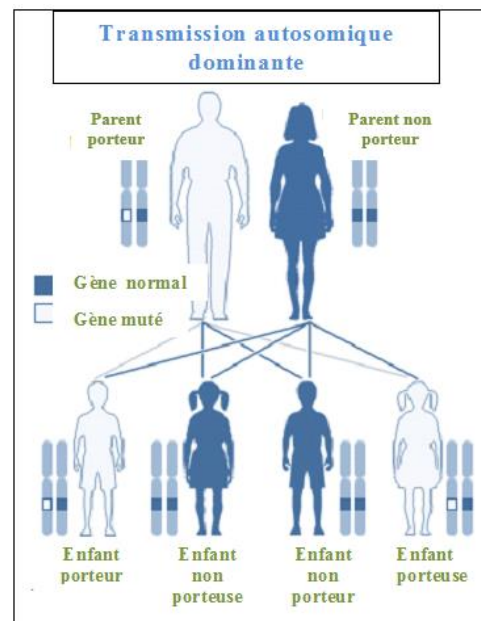 Transmission autosomique
dominante
Parent
porteur
Parent non
porteur
Gène normal
Gène muté
Enfant
porteur
Enfant
non
porteuse
Enfant
non
porteur
Enfant
porteuse